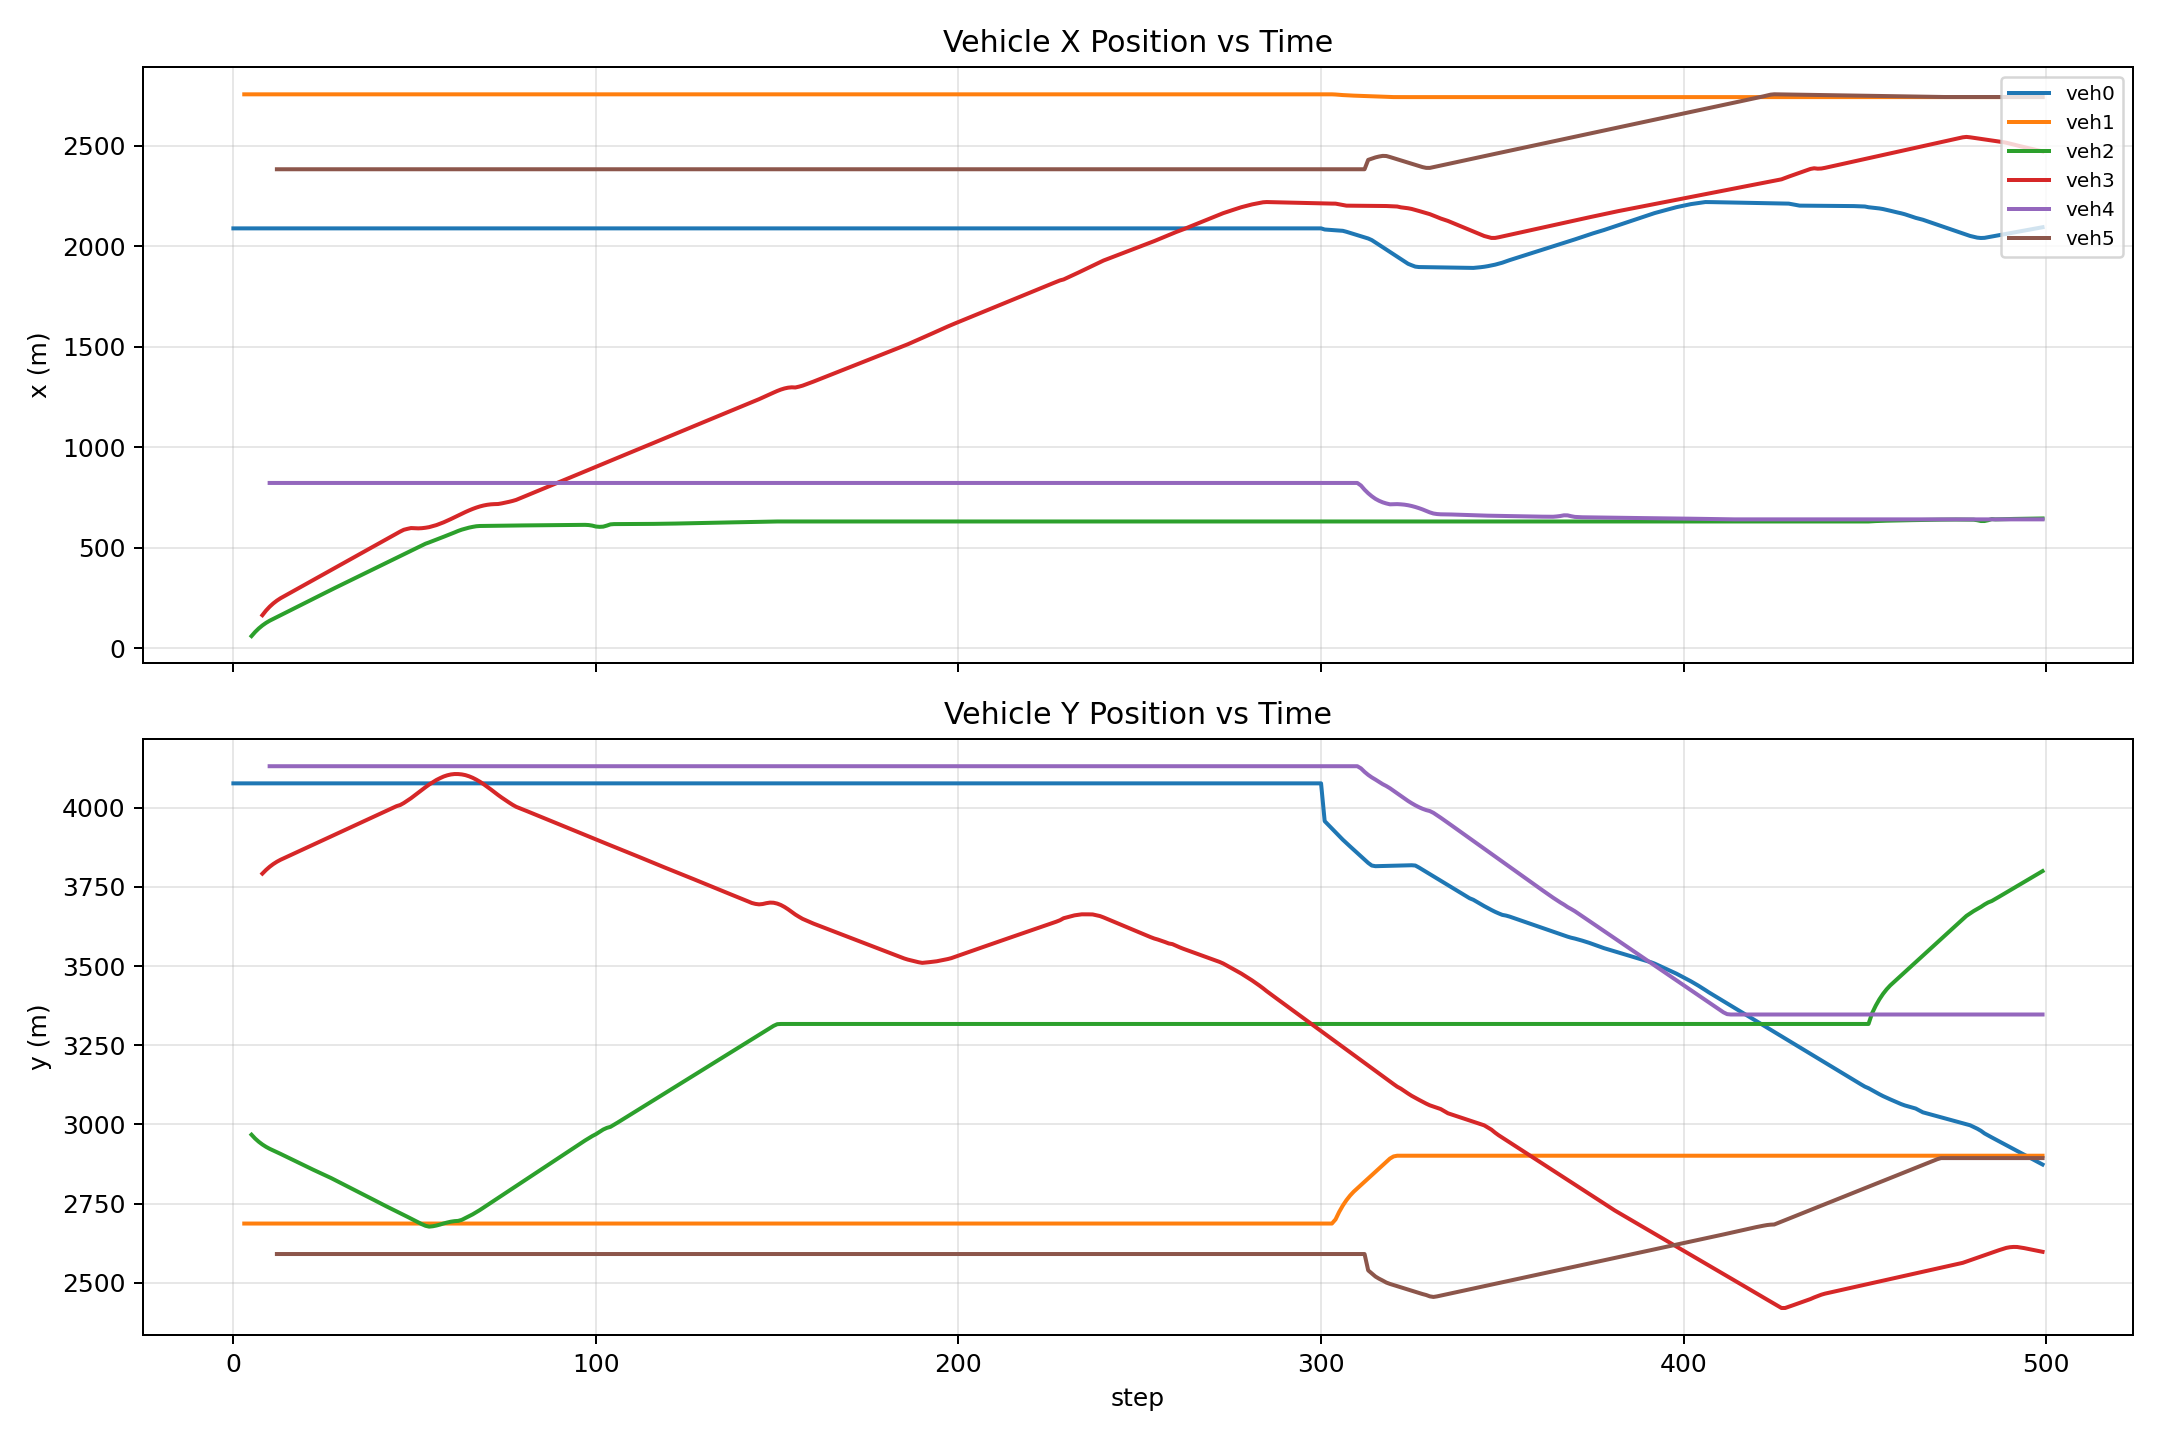 Vehicle X Position vs Time
x (m)
2500
2000
1500
1000
500
0
veh0
veh1
veh2
veh3
veh4
veh5
Vehicle Y Position vs Time
y (m)
4000
3750
3500
3250
3000
2750
2500
0 100 200 300 400 500
step